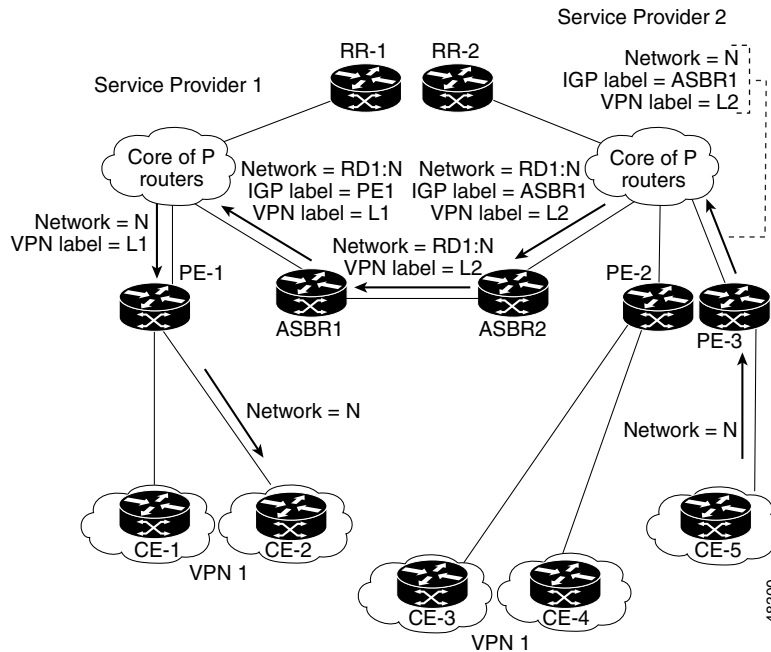 Service Provider 2
RR-1
RR-2
Network = N
IGP label = ASBR1
VPN label = L2
Service Provider 1
Core of P
routers
Network = RD1:N
IGP label = PE1
VPN label = L1
Network = RD1:N
IGP label = ASBR1
VPN label = L2
Core of P
routers
Network = N
VPN label = L1
Network = RD1:N
VPN label = L2
PE-1
ASBR1
ASBR2
PE-2
PE-3
Network = N
Network = N
CE-1
CE-2
VPN 1
CE-5
CE-3
CE-4
VPN 1